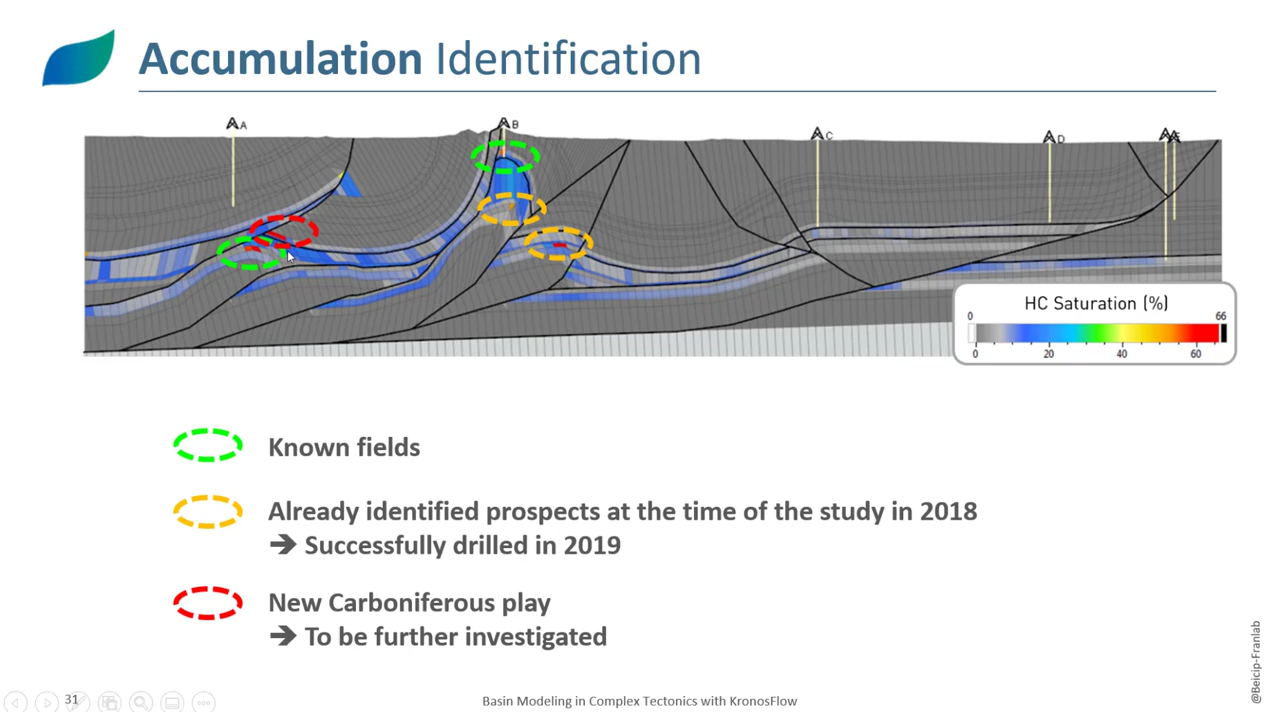 Accumulation Identification
A
B
C
D
E
HC Saturation (%)
0 66
0 20 40 60
Known fields
Already identified prospects at the time of the study in 2018
➔ Successfully drilled in 2019
New Carboniferous play
➔ To be further investigated
@Beicip-Franlab
31
Basin Modeling in Complex Tectonics with KronosFlow